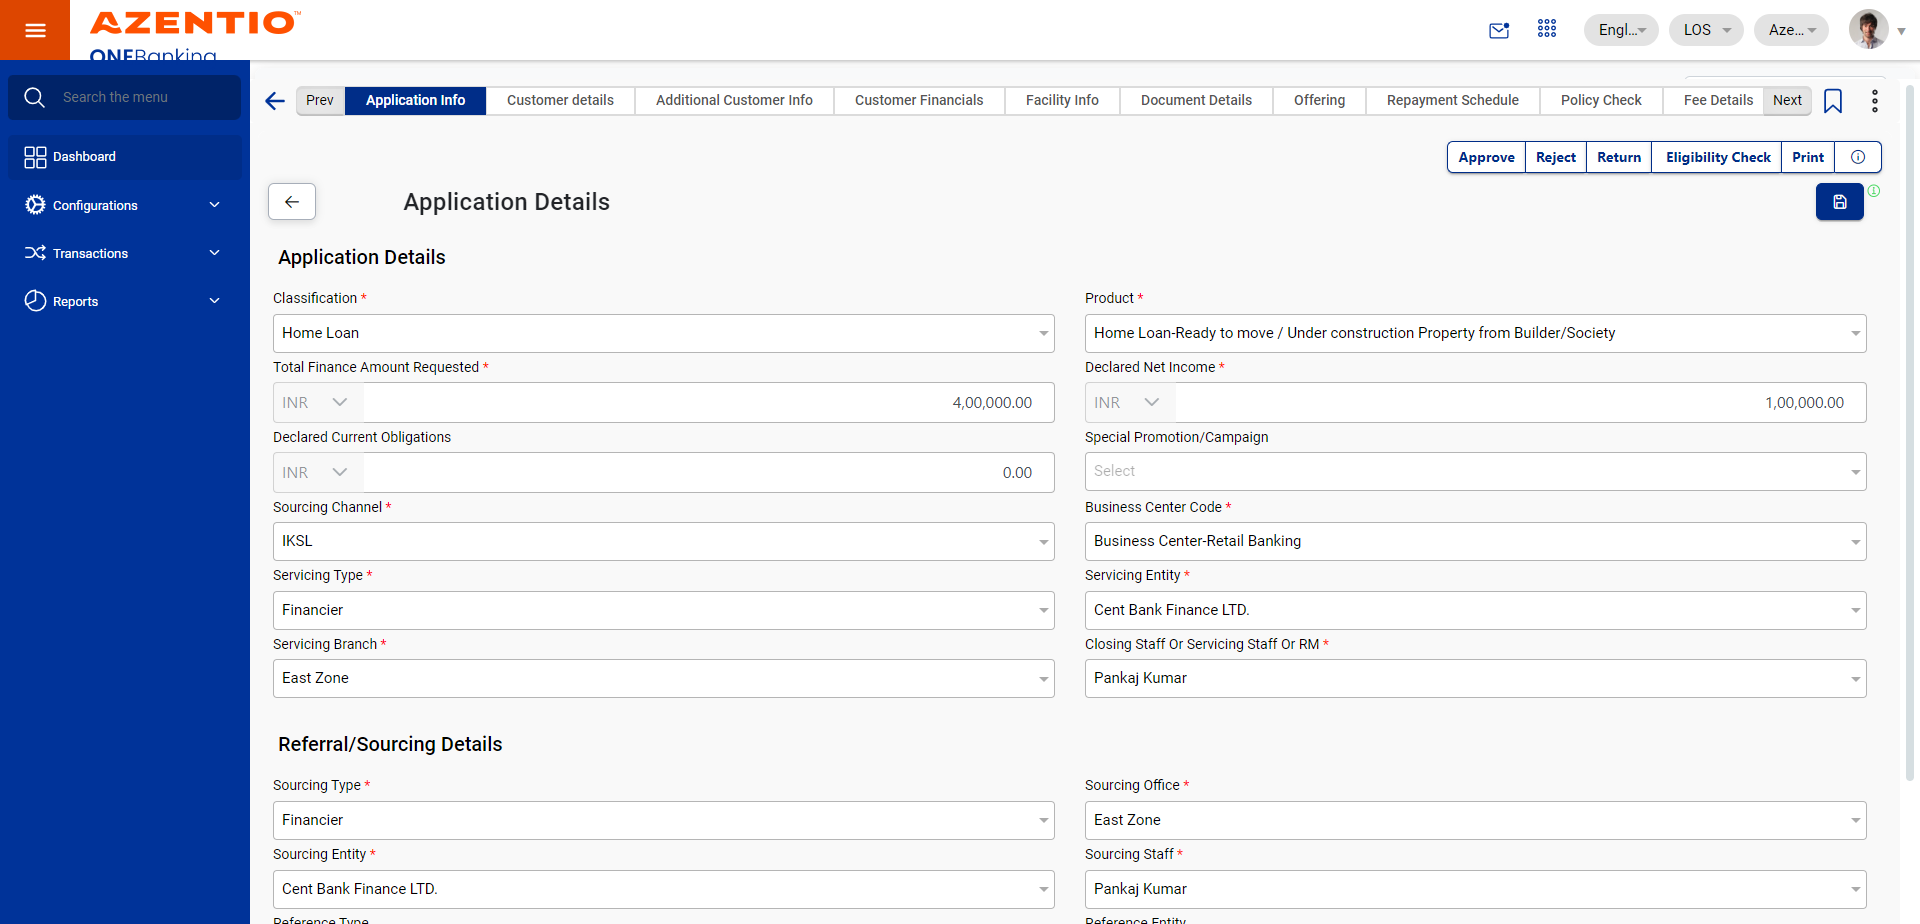 AZENTIO™
ONEBanking
Engl...
LOS
Aze...
Search the menu
Dashboard
Configurations
Transactions
Reports
Prev
Application Info
Customer details
Additional Customer Info
Customer Financials
Facility Info
Document Details
Offering
Repayment Schedule
Policy Check
Fee Details
Next
Approve
Reject
Return
Eligibility Check
Print
Application Details
Application Details
Classification *
Home Loan
Product *
Home Loan-Ready to move / Under construction Property from Builder/Society
Total Finance Amount Requested *
INR
4,00,000.00
Declared Net Income *
INR
1,00,000.00
Declared Current Obligations
INR
0.00
Special Promotion/Campaign
Select
Sourcing Channel *
IKSL
Business Center Code *
Business Center-Retail Banking
Servicing Type *
Financier
Servicing Entity *
Cent Bank Finance LTD.
Servicing Branch *
East Zone
Closing Staff Or Servicing Staff Or RM *
Pankaj Kumar
Referral/Sourcing Details
Sourcing Type *
Financier
Sourcing Office *
East Zone
Sourcing Entity *
Cent Bank Finance LTD.
Sourcing Staff *
Pankaj Kumar
Reference Type
Reference Entity